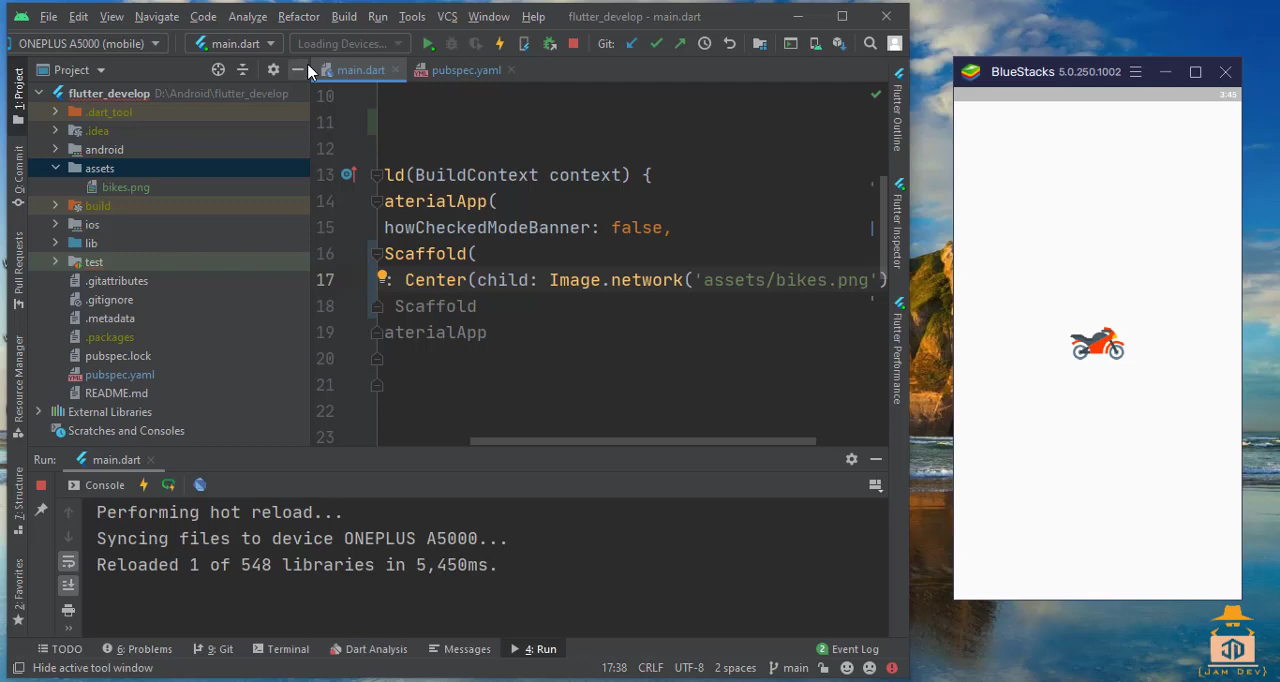 File Edit View Navigate Code Analyze Refactor Build Run Tools VCS Window Help flutter_develop - main.dart
ONEPLUS A5000 (mobile) main.dart Loading Devices... Git:
Project main.dart pubspec.yaml
BlueStacks 5.0.250.1002
3:45
1: Project
Commit
Pull Requests
Resource Manager
Z: Structure
2: Favorites
flutter_develop D:\Android\flutter_develop
.dart_tool
.idea
android
assets
bikes.png
build
ios
lib
test
.gitattributes
.gitignore
.metadata
.packages
pubspec.lock
pubspec.yaml
README.md
External Libraries
Scratches and Consoles
10
11
12
13 ld(BuildContext context) {
14 aterialApp(
15 howCheckedModeBanner: false,
16 Scaffold(
17 : Center(child: Image.network('assets/bikes.png')
18 Scaffold
19 aterialApp
20
21
22
23
Flutter Outline
Flutter Inspector
Flutter Performance
Run: main.dart
Console
Performing hot reload...
Syncing files to device ONEPLUS A5000...
Reloaded 1 of 548 libraries in 5,450ms.
TODO 6: Problems 9: Git Terminal Dart Analysis Messages 4: Run 2 Event Log
Hide active tool window 17:38 CRLF UTF-8 2 spaces main
JD
{JAM DEV}